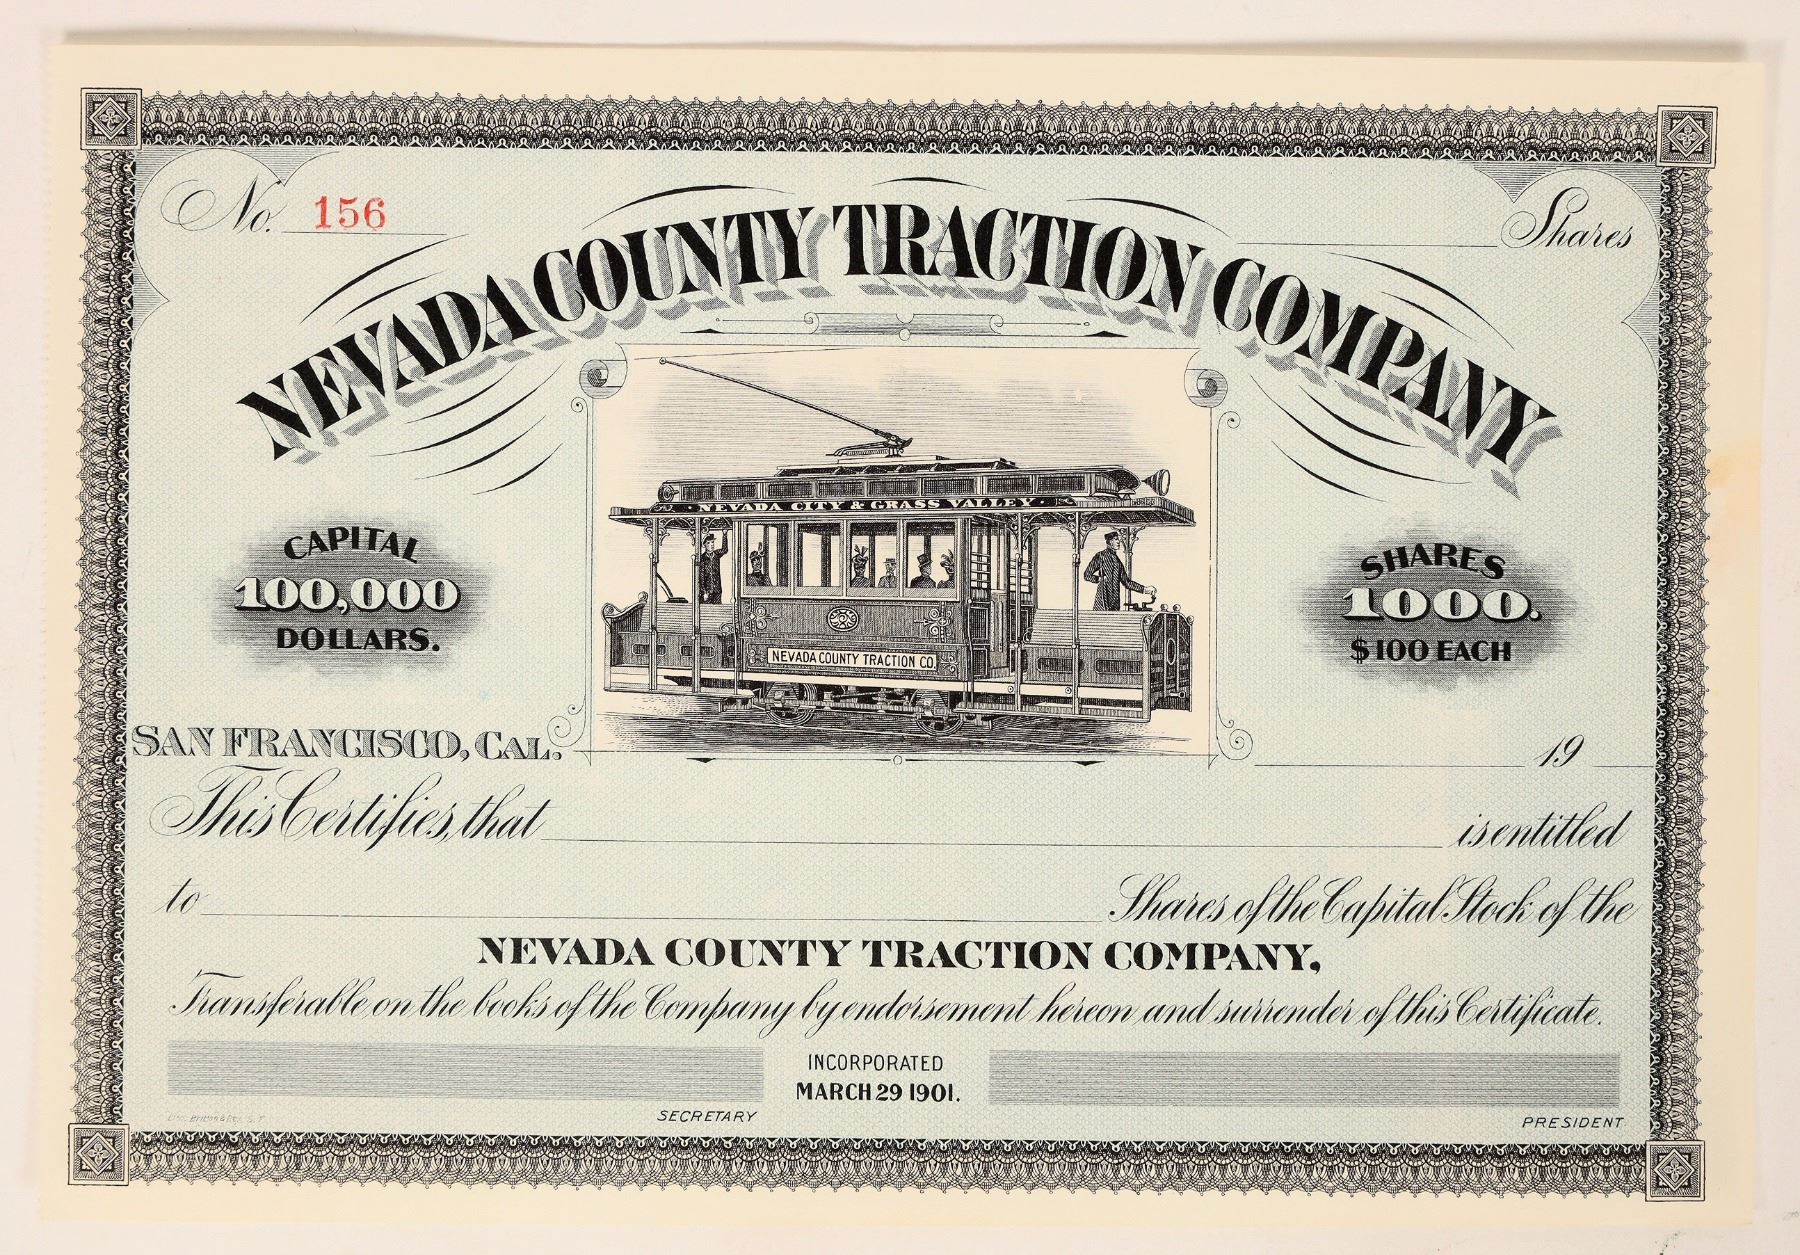 No. 156
Shares
NEVADA COUNTY TRACTION COMPANY
NEVADA CITY & GRASS VALLEY
NEVADA COUNTY TRACTION CO.
CAPITAL
100,000
DOLLARS.
SHARES
1000.
$100 EACH
SAN FRANCISCO, CAL. 19
This Certifies, that is entitled
to Shares of the Capital Stock of the
NEVADA COUNTY TRACTION COMPANY,
Transferable on the books of the Company by endorsement hereon and surrender of this Certificate.
INCORPORATED
MARCH 29 1901.
SECRETARY
PRESIDENT